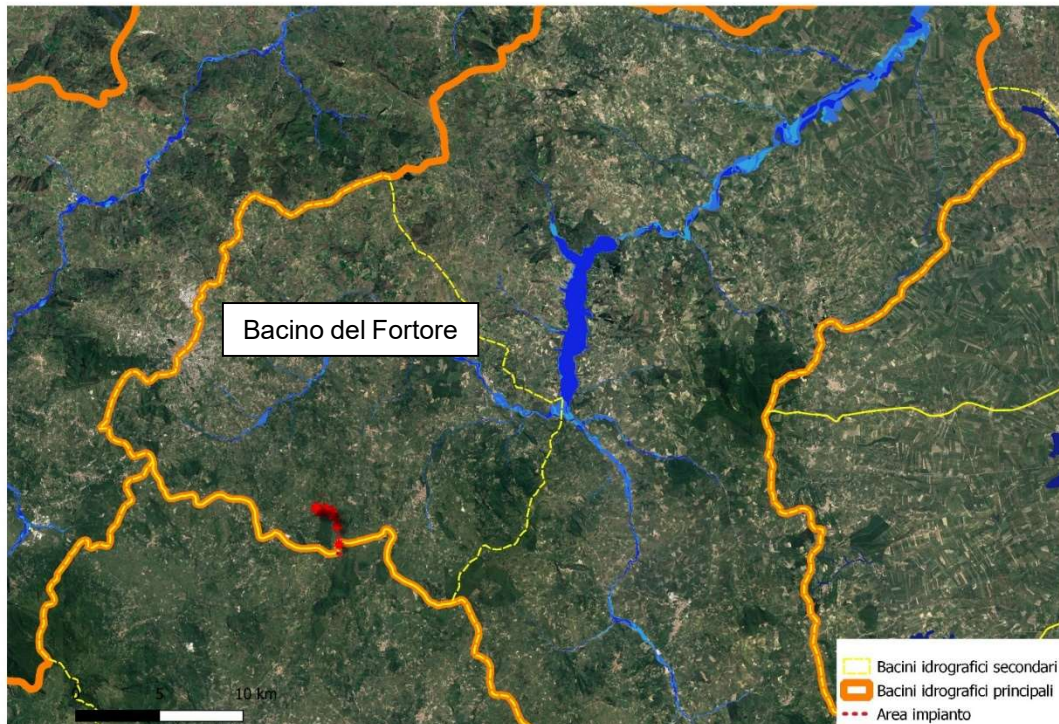 Bacino del Fortore
Bacini idrografici secondari
Bacini idrografici principali
Area impianto
5 10 km